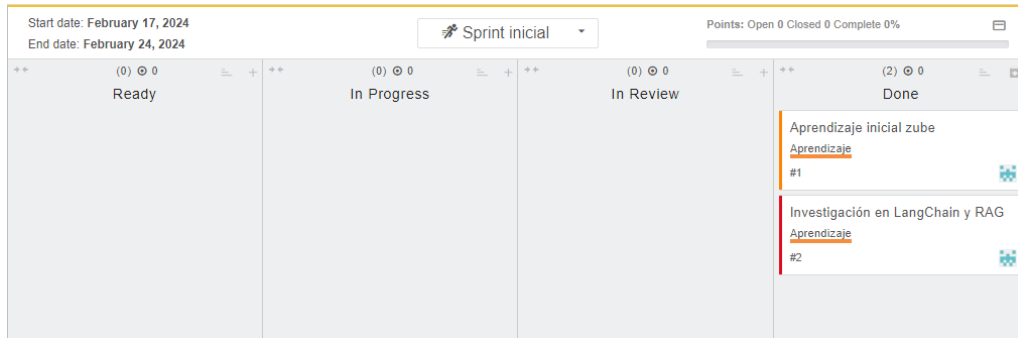 Start date: February 17, 2024
End date: February 24, 2024
Sprint inicial
Points: Open 0 Closed 0 Complete 0%
(0) 0
Ready
(0) 0
In Progress
(0) 0
In Review
(2) 0
Done
Aprendizaje inicial zube
Aprendizaje
#1
Investigación en LangChain y RAG
Aprendizaje
#2